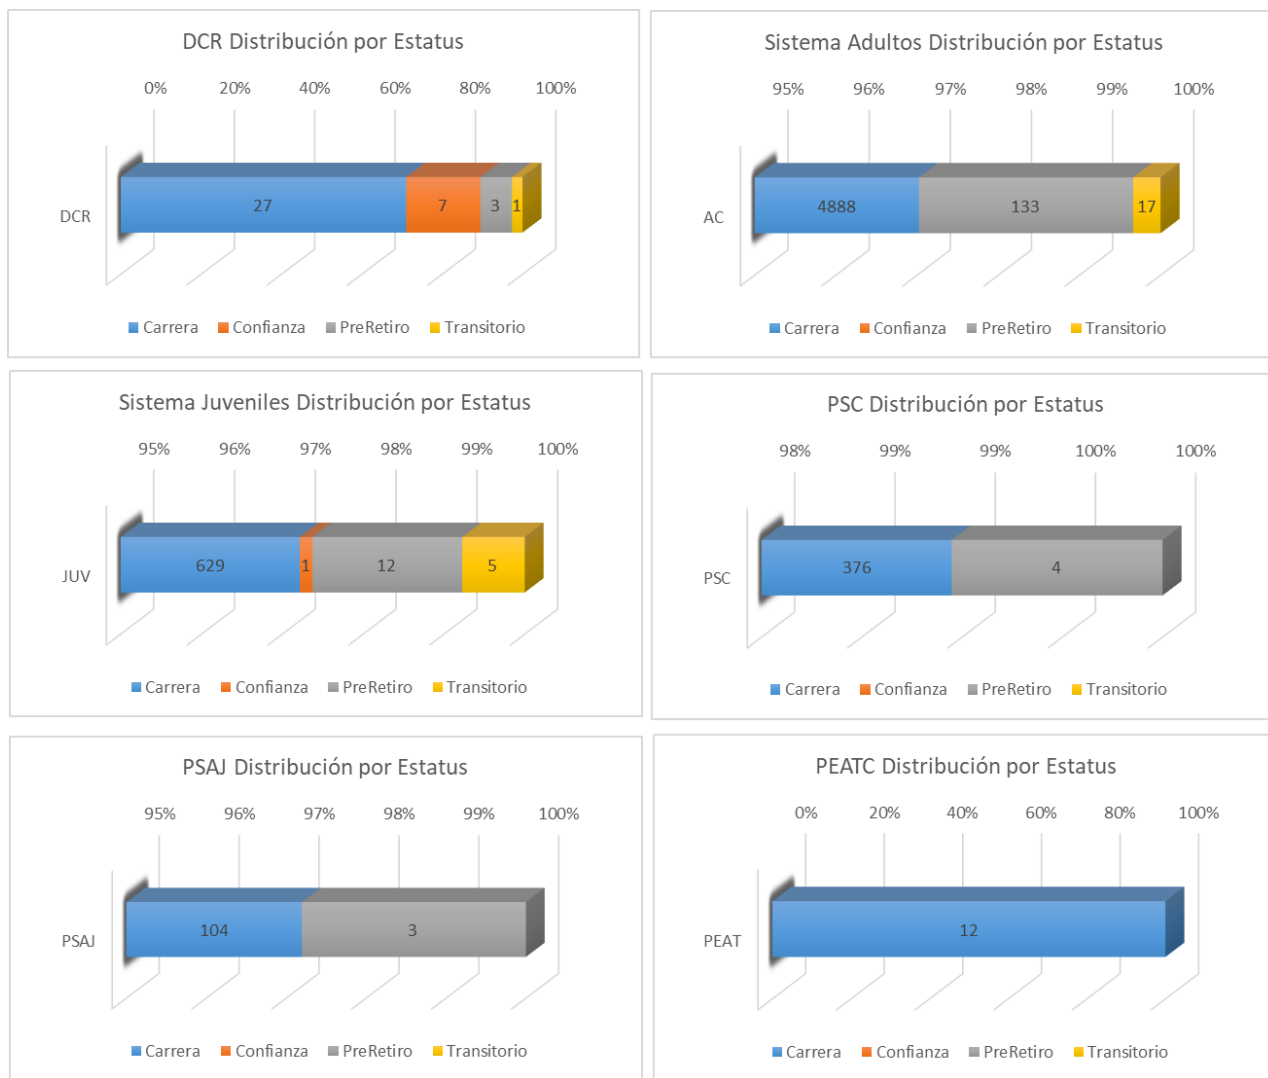 DCR Distribución por Estatus
0% 20% 40% 60% 80% 100%
DCR
27 7 3 1
Carrera Confianza PreRetiro Transitorio
Sistema Adultos Distribución por Estatus
95% 96% 97% 98% 99% 100%
AC
4888 133 17
Carrera Confianza PreRetiro Transitorio
Sistema Juveniles Distribución por Estatus
95% 96% 97% 98% 99% 100%
JUV
629 1 12 5
Carrera Confianza PreRetiro Transitorio
PSC Distribución por Estatus
98% 99% 99% 100% 100%
PSC
376 4
Carrera Confianza PreRetiro Transitorio
PSAJ Distribución por Estatus
95% 96% 97% 98% 99% 100%
PSAJ
104 3
Carrera Confianza PreRetiro Transitorio
PEATC Distribución por Estatus
0% 20% 40% 60% 80% 100%
PEAT
12
Carrera Confianza PreRetiro Transitorio